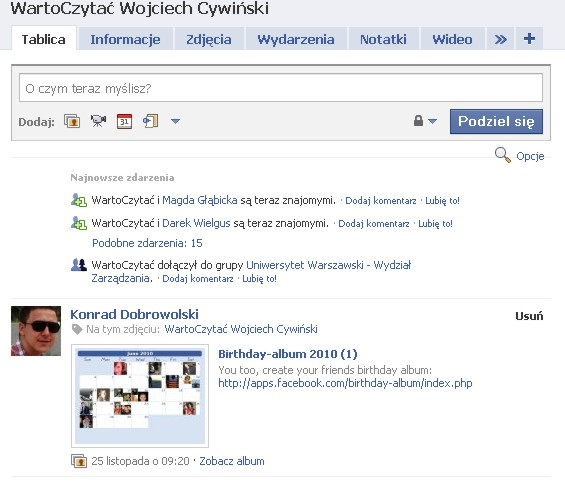 WartoCzytać Wojciech Cywiński
Tablica Informacje Zdjęcia Wydarzenia Notatki Wideo » +
O czym teraz myślisz?
Dodaj: 31 Podziel się
Opcje
Najnowsze zdarzenia
WartoCzytać i Magda Głąbicka są teraz znajomymi. · Dodaj komentarz · Lubię to!
WartoCzytać i Darek Wielgus są teraz znajomymi. · Dodaj komentarz · Lubię to!
Podobne zdarzenia: 15
WartoCzytać dołączył do grupy Uniwersytet Warszawski - Wydział
Zarządzania. · Dodaj komentarz · Lubię to!
Konrad Dobrowolski Usuń
Na tym zdjęciu: WartoCzytać Wojciech Cywiński
June 2010
Birthday-album 2010 (1)
You too, create your friends birthday album:
http://apps.facebook.com/birthday-album/index.php
25 listopada o 09:20 · Zobacz album